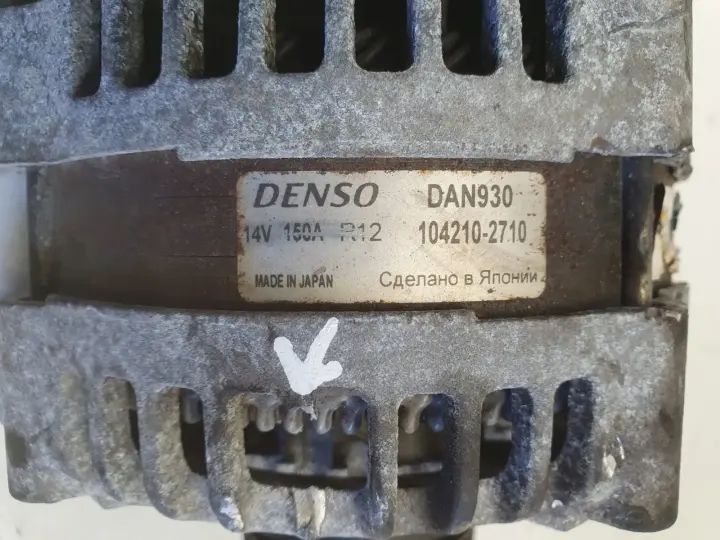 DENSO DAN930
14V 150A R12 104210-2710
MADE IN JAPAN Сделано в Японии